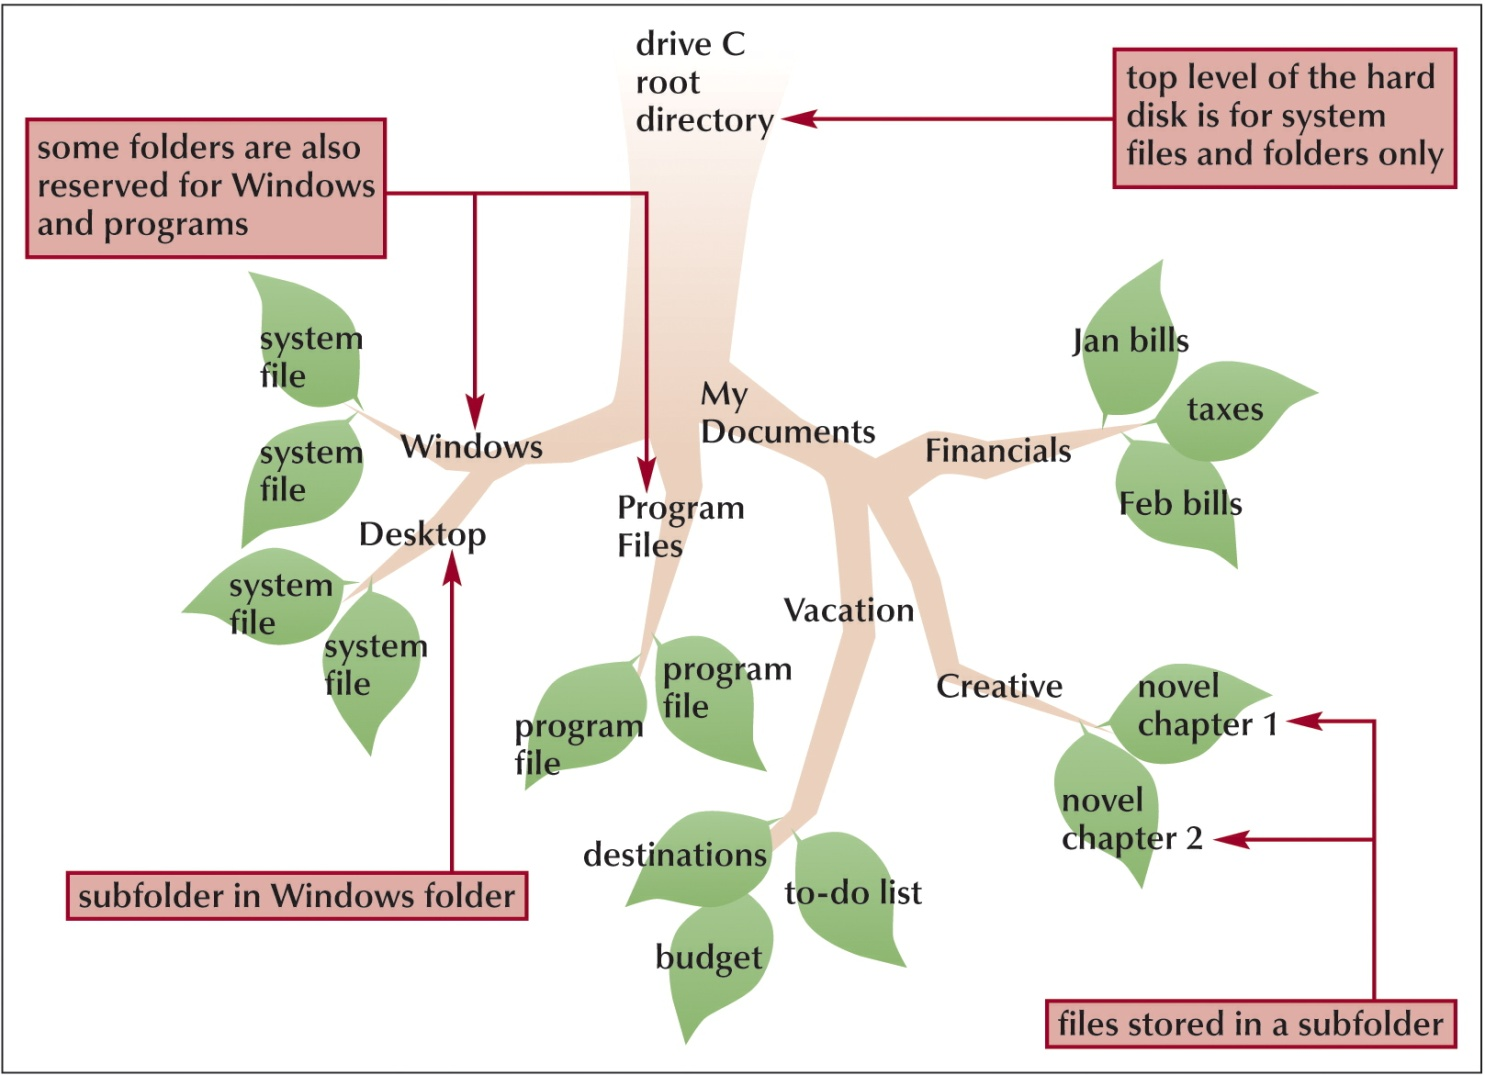 drive C
root
directory
top level of the hard
disk is for system
files and folders only
some folders are also
reserved for Windows
and programs
system
file
system
file
Windows
Desktop
system
file
system
file
My
Documents
Program
Files
program
file
program
file
Financials
Jan bills
taxes
Feb bills
Vacation
Creative
novel
chapter 1
novel
chapter 2
destinations
to-do list
budget
subfolder in Windows folder
files stored in a subfolder